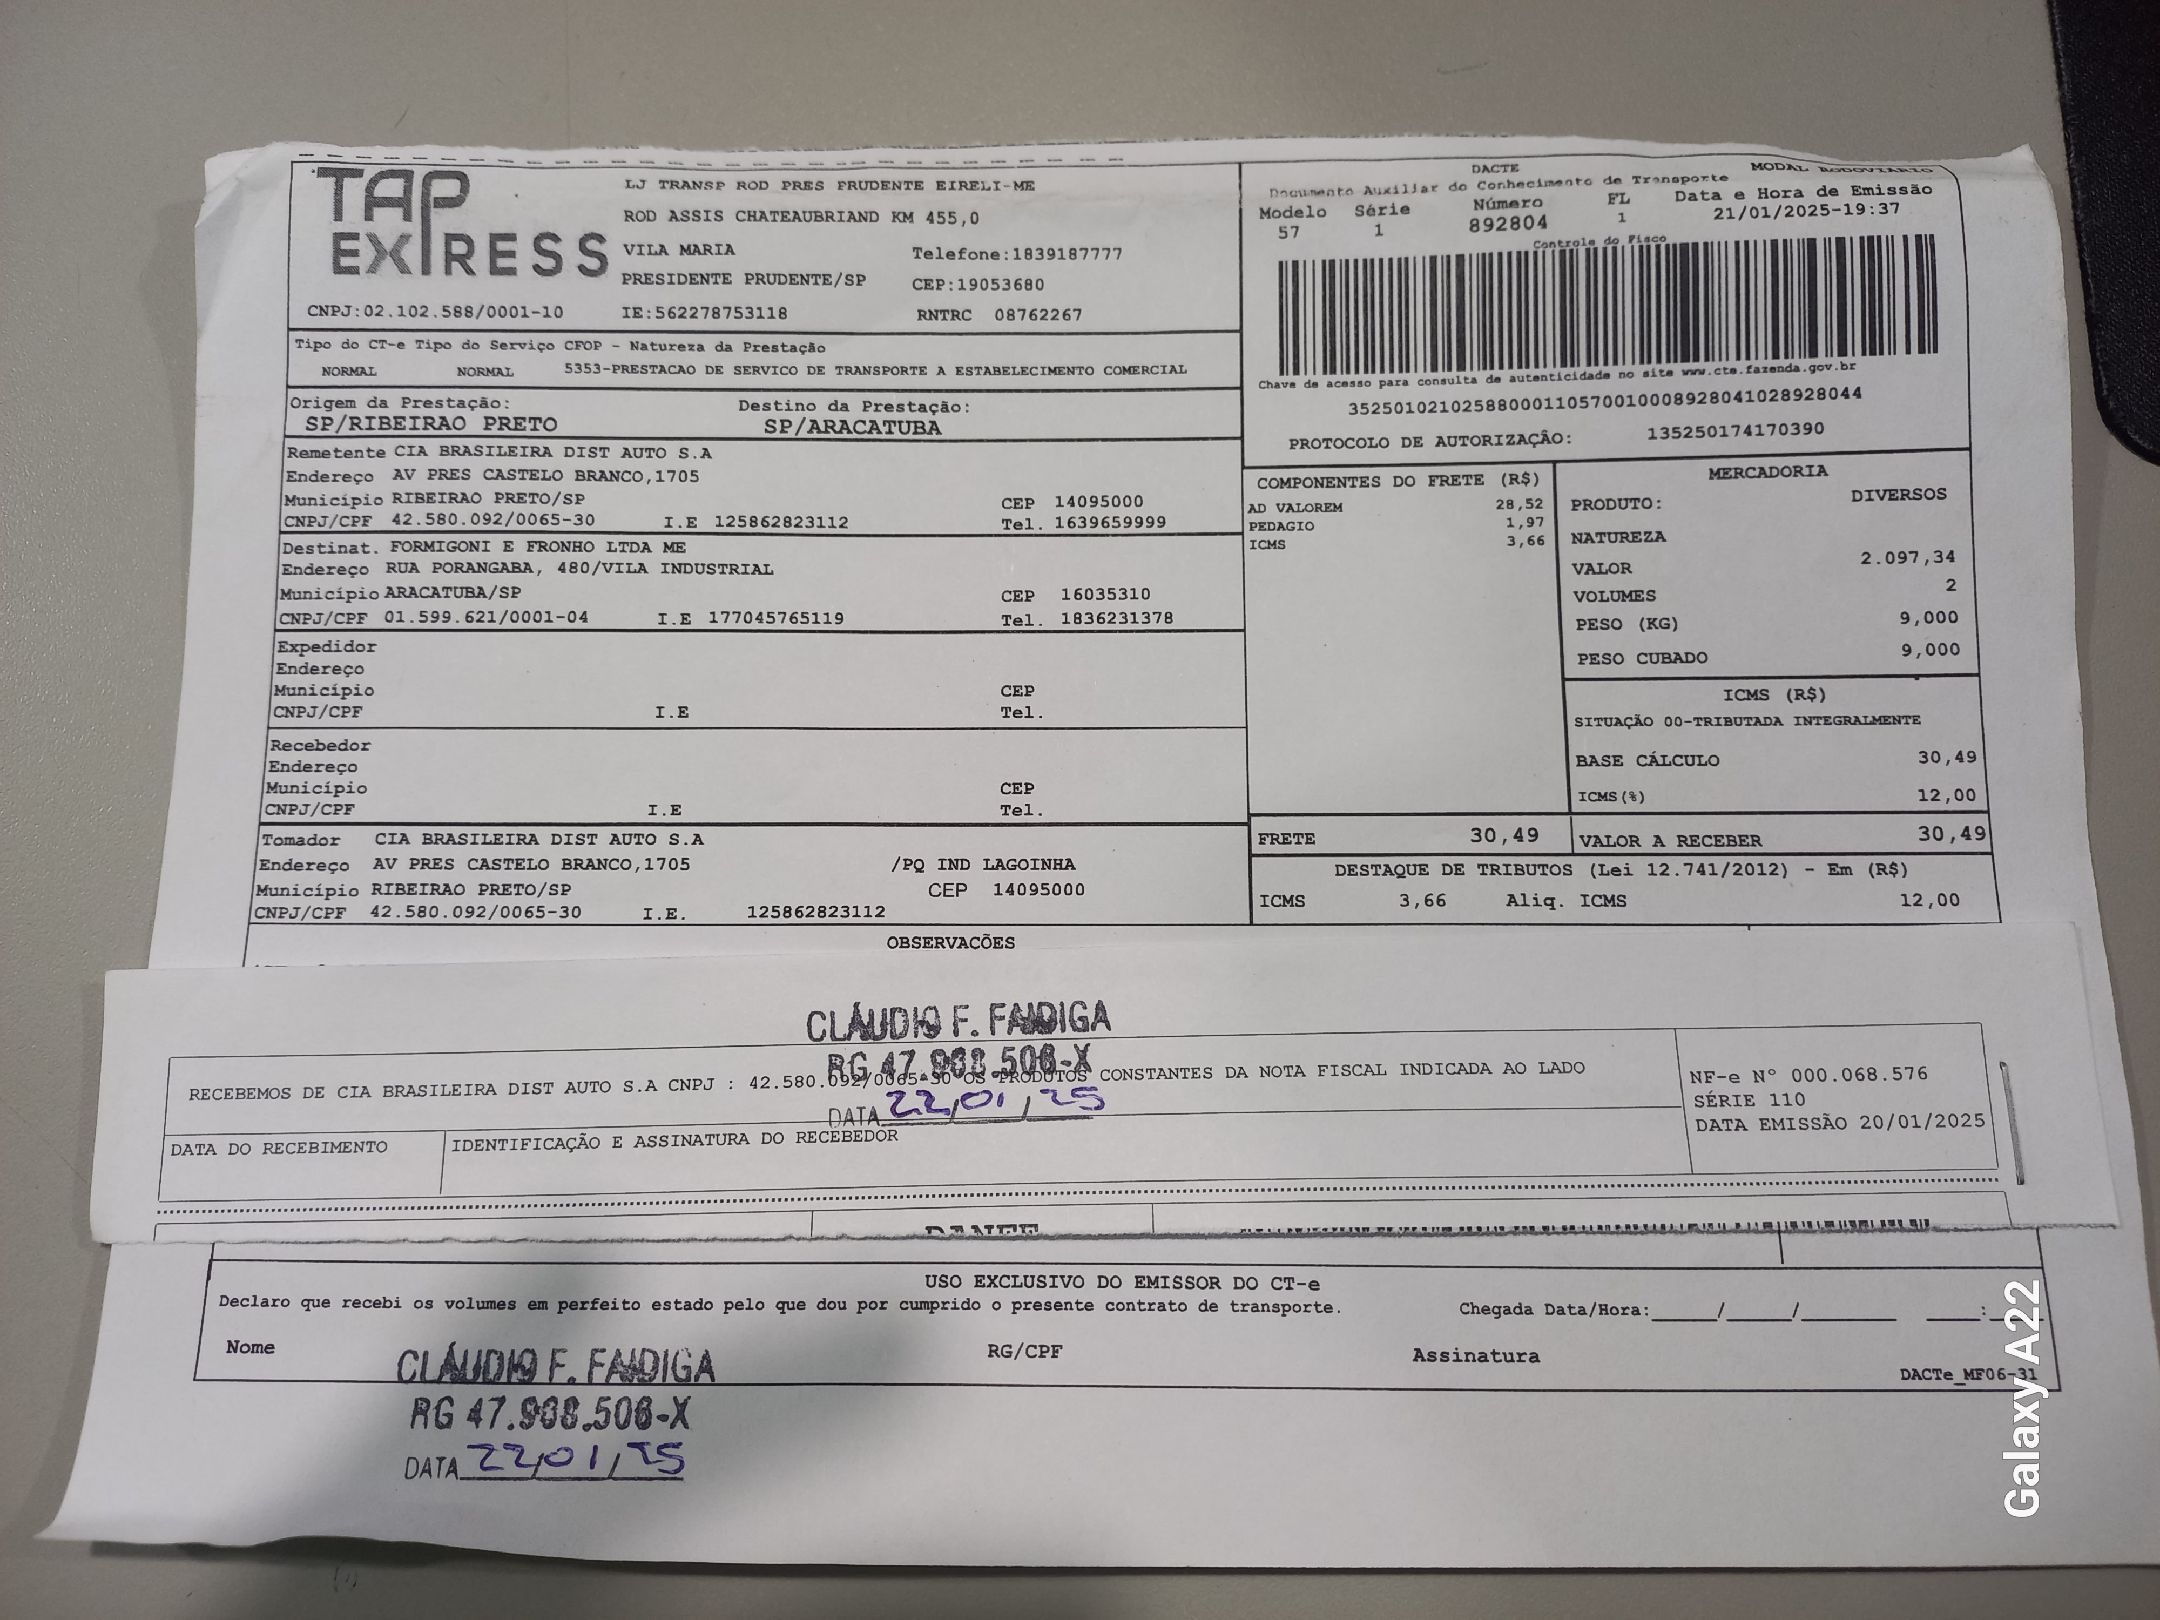 TAP
EXPRESS
LJ TRANSP ROD PRES PRUDENTE EIRELI-ME
ROD ASSIS CHATEAUBRIAND KM 455,0
VILA MARIA Telefone:1839187777
PRESIDENTE PRUDENTE/SP CEP:19053680
CNPJ:02.102.588/0001-10 IE:562278753118 RNTRC 08762267
DACTE MODAL RODOVIÁRIO
Documento Auxiliar do Conhecimento de Transporte
Modelo Série Número FL Data e Hora de Emissão
57 1 892804 1 21/01/2025-19:37
Controle do Fisco
Chave de acesso para consulta de autenticidade no site www.cte.fazenda.gov.br
35250102102588000110570010008928041028928044
PROTOCOLO DE AUTORIZAÇÃO: 135250174170390
Tipo do CT-e Tipo do Serviço CFOP - Natureza da Prestação
NORMAL NORMAL 5353-PRESTACAO DE SERVICO DE TRANSPORTE A ESTABELECIMENTO COMERCIAL
Origem da Prestação: Destino da Prestação:
SP/RIBEIRAO PRETO SP/ARACATUBA
Remetente CIA BRASILEIRA DIST AUTO S.A
Endereço AV PRES CASTELO BRANCO,1705
Município RIBEIRAO PRETO/SP CEP 14095000
CNPJ/CPF 42.580.092/0065-30 I.E 125862823112 Tel. 1639659999
Destinat. FORMIGONI E FRONHO LTDA ME
Endereço RUA PORANGABA, 480/VILA INDUSTRIAL
Município ARACATUBA/SP CEP 16035310
CNPJ/CPF 01.599.621/0001-04 I.E 177045765119 Tel. 1836231378
Expedidor
Endereço
Município CEP
CNPJ/CPF I.E Tel.
Recebedor
Endereço
Município CEP
CNPJ/CPF I.E Tel.
Tomador CIA BRASILEIRA DIST AUTO S.A
Endereço AV PRES CASTELO BRANCO,1705 /PQ IND LAGOINHA
Município RIBEIRAO PRETO/SP CEP 14095000
CNPJ/CPF 42.580.092/0065-30 I.E. 125862823112
COMPONENTES DO FRETE (R$)
AD VALOREM 28,52
PEDAGIO 1,97
ICMS 3,66
MERCADORIA
PRODUTO: DIVERSOS
NATUREZA
VALOR 2.097,34
VOLUMES 2
PESO (KG) 9,000
PESO CUBADO 9,000
ICMS (R$)
SITUAÇÃO 00-TRIBUTADA INTEGRALMENTE
BASE CÁLCULO 30,49
ICMS(%) 12,00
FRETE 30,49 VALOR A RECEBER 30,49
DESTAQUE DE TRIBUTOS (Lei 12.741/2012) - Em (R$)
ICMS 3,66 Aliq. ICMS 12,00
OBSERVACÕES
CLÁUDIO F. FAIDIGA
RG 47.988.506-X
DATA 22/01/25
RECEBEMOS DE CIA BRASILEIRA DIST AUTO S.A CNPJ : 42.580.092/0065-30 OS PRODUTOS CONSTANTES DA NOTA FISCAL INDICADA AO LADO
NF-e Nº 000.068.576
SÉRIE 110
DATA EMISSÃO 20/01/2025
DATA DO RECEBIMENTO IDENTIFICAÇÃO E ASSINATURA DO RECEBEDOR
DANFE
USO EXCLUSIVO DO EMISSOR DO CT-e
Declaro que recebi os volumes em perfeito estado pelo que dou por cumprido o presente contrato de transporte. Chegada Data/Hora:____/____/______ ___:___
Nome RG/CPF Assinatura
DACTe_MF06-31
CLÁUDIO F. FAIDIGA
RG 47.988.506-X
DATA 22/01/25
Galaxy A22